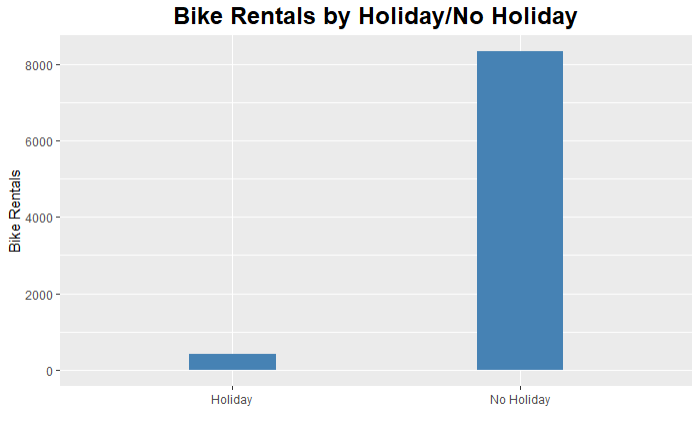 Bike Rentals by Holiday/No Holiday
Bike Rentals
8000
6000
4000
2000
0
Holiday
No Holiday